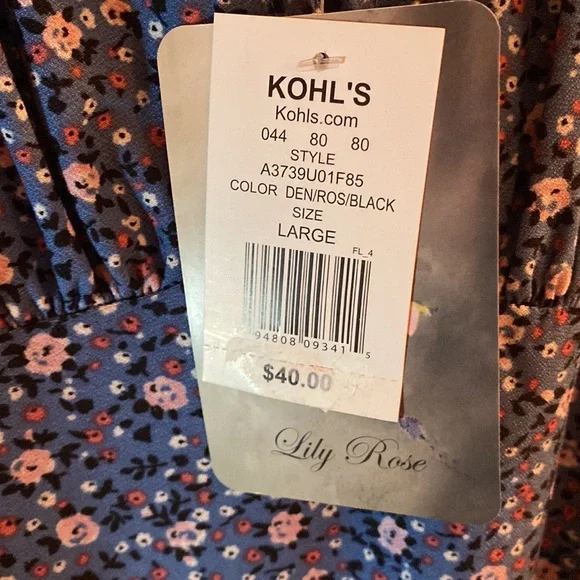 KOHL'S
Kohls.com
044 80 80
STYLE
A3739U01F85
COLOR DEN/ROS/BLACK
SIZE
LARGE
FL_4
94808 09341 5
$40.00
Lily Rose